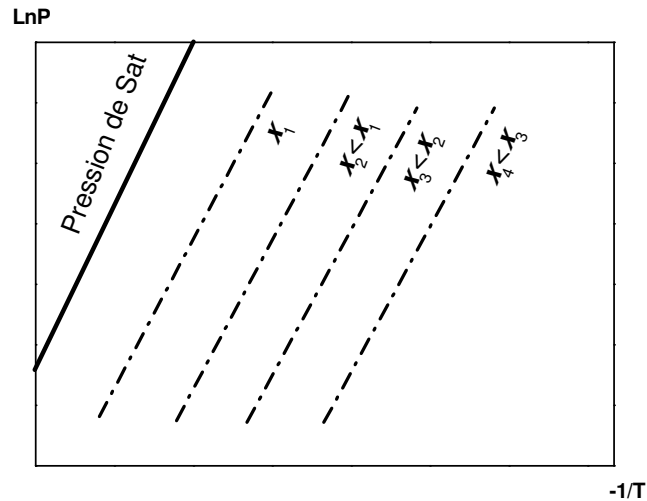 LnP
Pression de Sat
x₁
x₂<x₁
x₃<x₂
x₄<x₃
-1/T